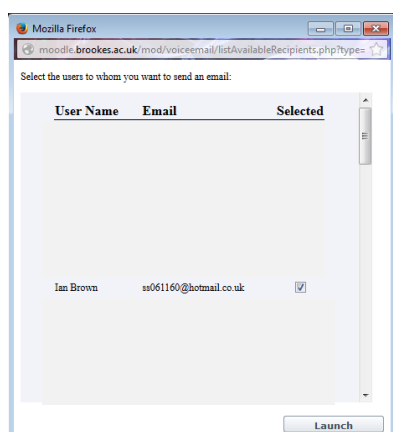 Mozilla Firefox
moodle.brookes.ac.uk/mod/voiceemail/listAvailableRecipients.php?type=
Select the users to whom you want to send an email:
User Name Email Selected
Ian Brown ss061160@hotmail.co.uk
Launch